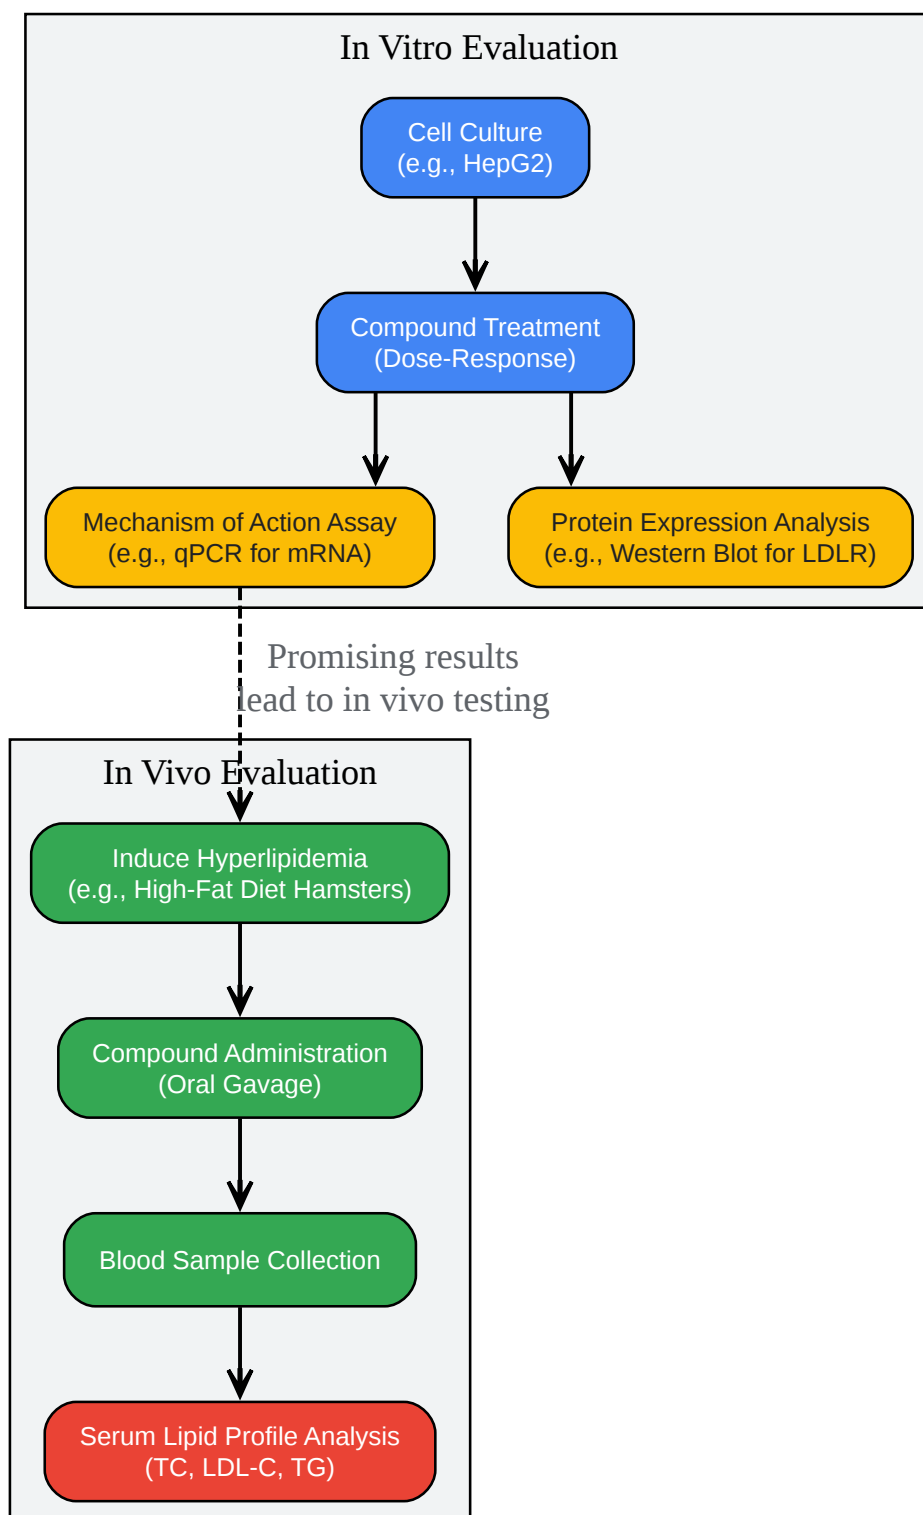 In Vitro Evaluation
Cell Culture
(e.g., HepG2)
Compound Treatment
(Dose-Response)
Mechanism of Action Assay
(e.g., qPCR for mRNA)
Protein Expression Analysis
(e.g., Western Blot for LDLR)
Promising results
lead to in vivo testing
In Vivo Evaluation
Induce Hyperlipidemia
(e.g., High-Fat Diet Hamsters)
Compound Administration
(Oral Gavage)
Blood Sample Collection
Serum Lipid Profile Analysis
(TC, LDL-C, TG)